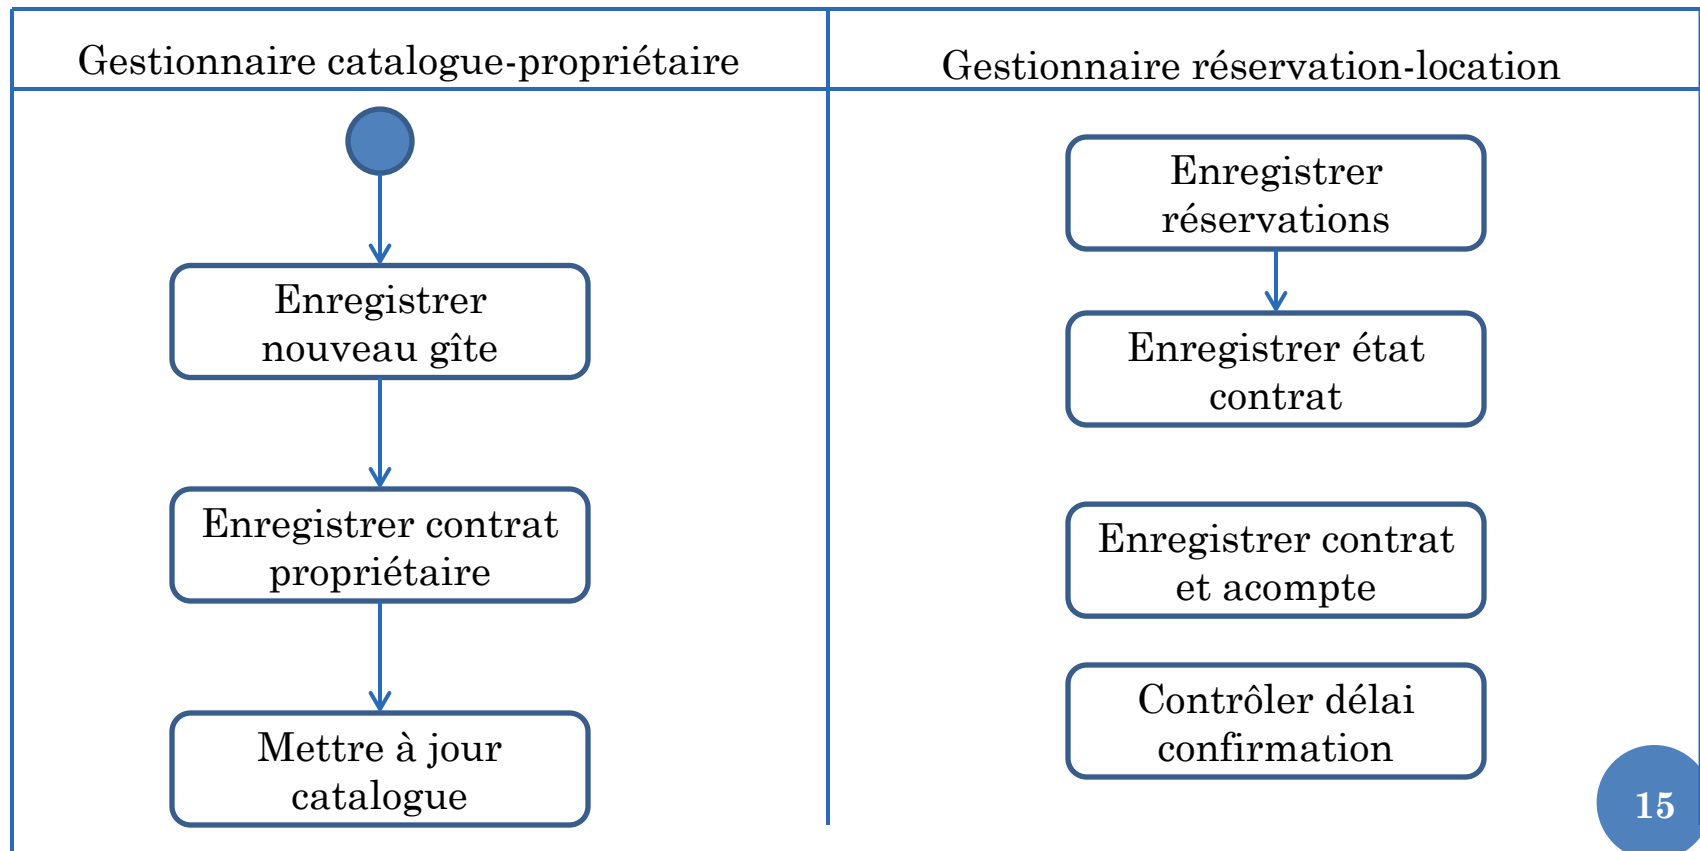 Gestionnaire catalogue-propriétaire
Gestionnaire réservation-location
Enregistrer
nouveau gîte
Enregistrer contrat
propriétaire
Mettre à jour
catalogue
Enregistrer
réservations
Enregistrer état
contrat
Enregistrer contrat
et acompte
Contrôler délai
confirmation
15